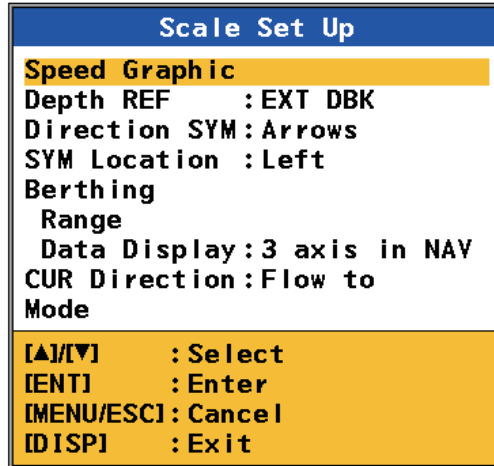 Scale Set Up
Speed Graphic
Depth REF :EXT DBK
Direction SYM:Arrows
SYM Location :Left
Berthing
Range
Data Display:3 axis in NAV
CUR Direction:Flow to
Mode
[▲]/[▼] :Select
[ENT] :Enter
[MENU/ESC]:Cancel
[DISP] :Exit